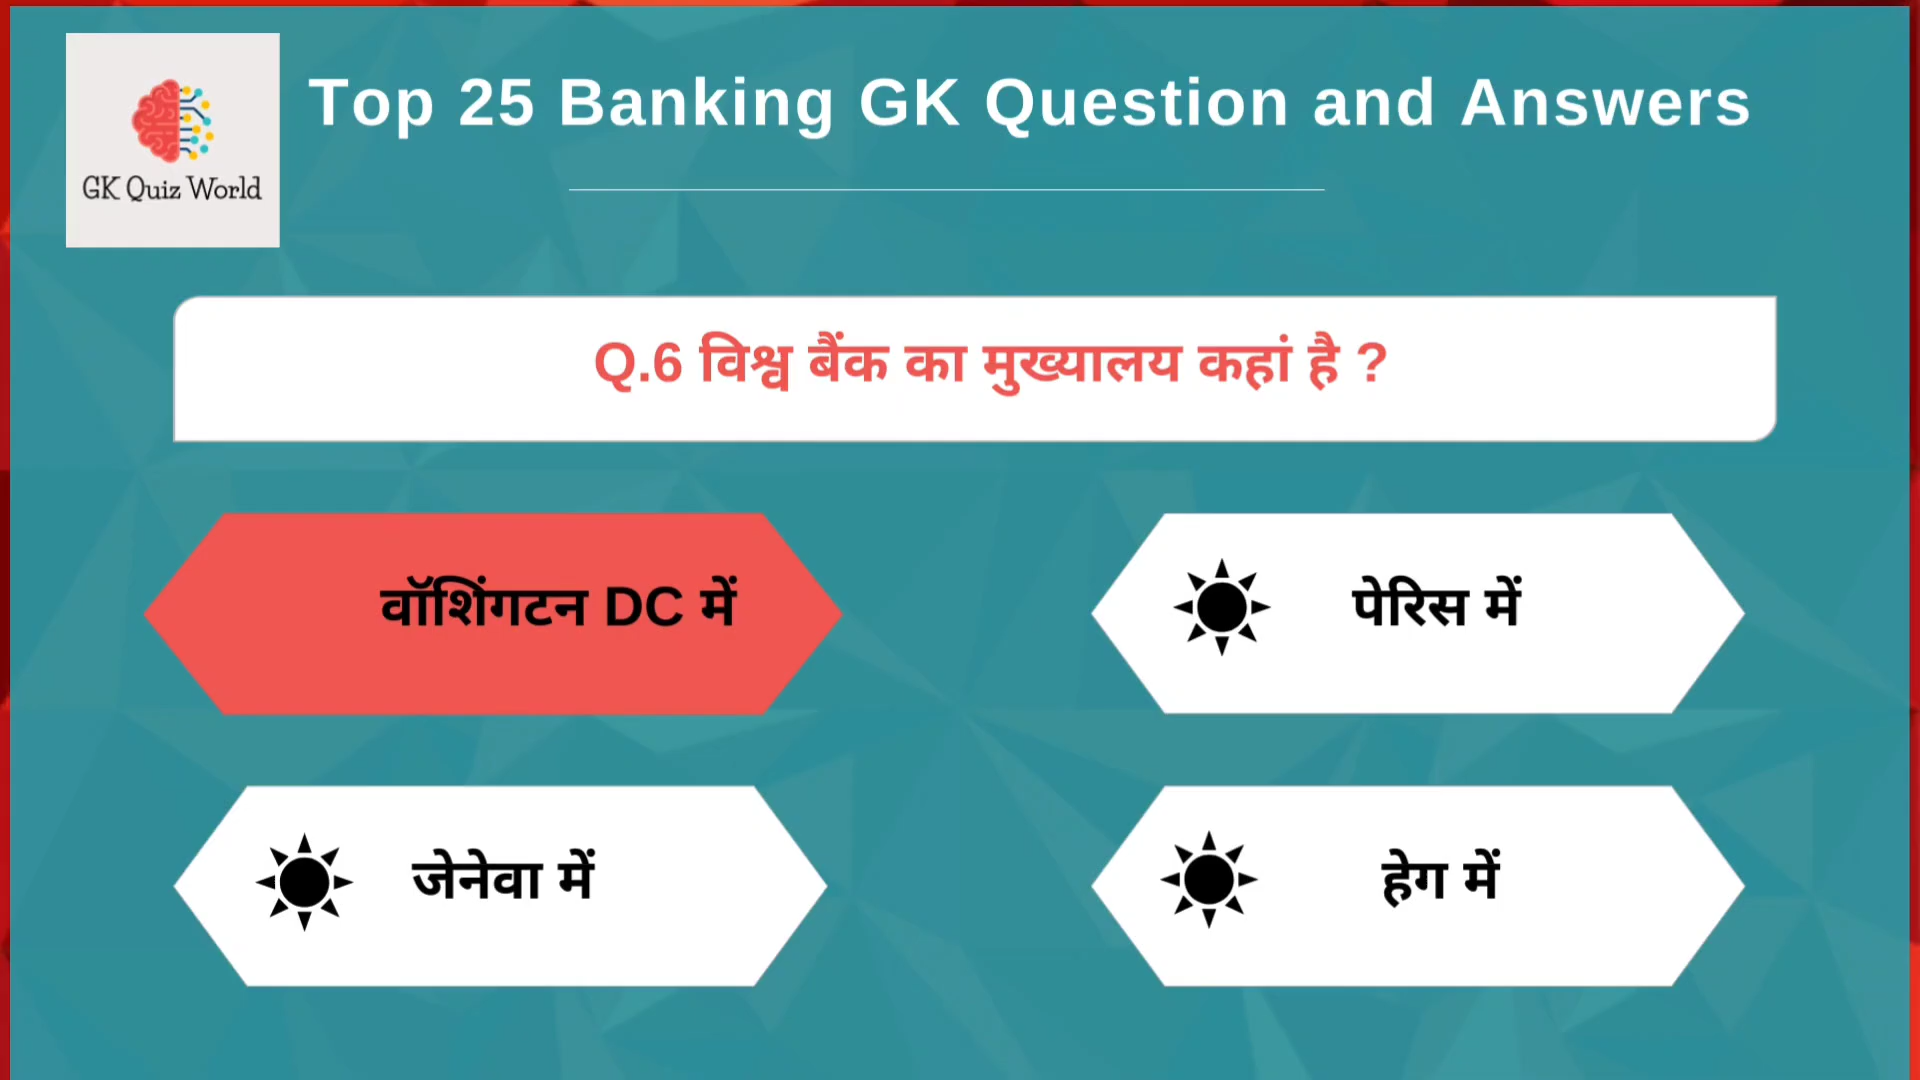 GK Quiz World
Top 25 Banking GK Question and Answers
Q.6 विश्व बैंक का मुख्यालय कहां है ?
वॉशिंगटन DC में
पेरिस में
जेनेवा में
हेग में